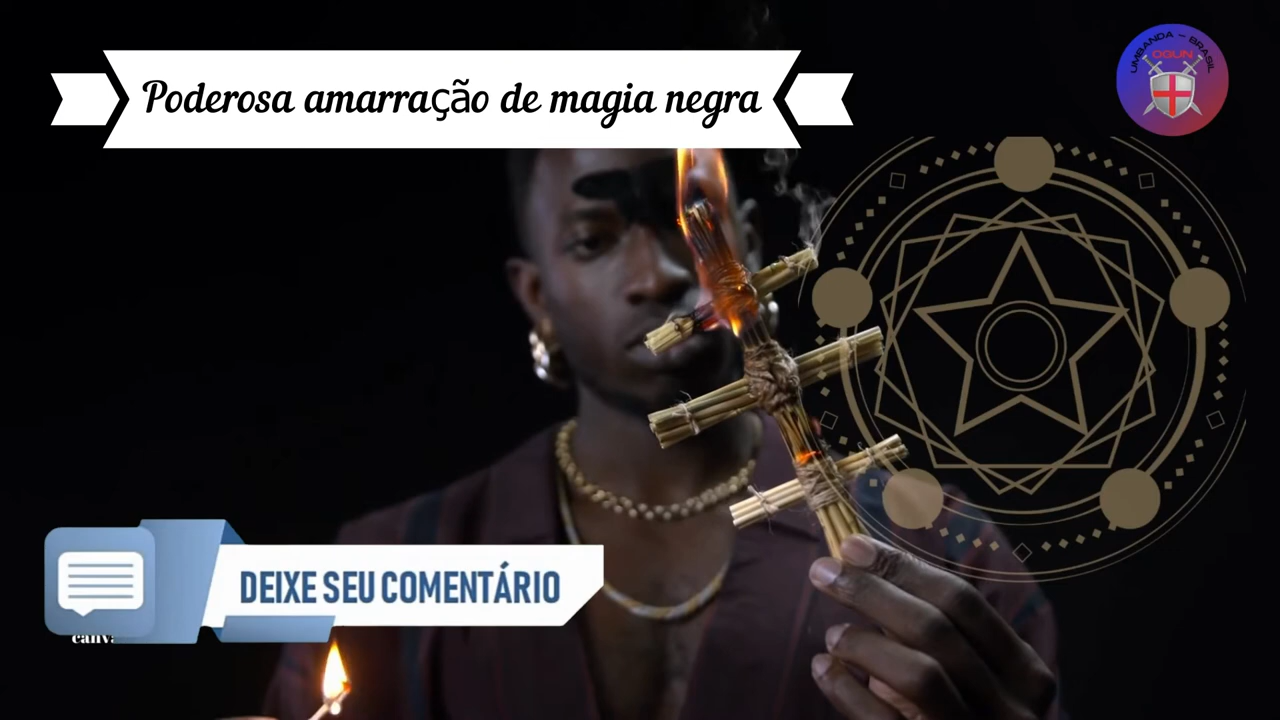 Poderosa amarração de magia negra
UMBANDA - BRASIL
OGUN
DEIXE SEU COMENTÁRIO